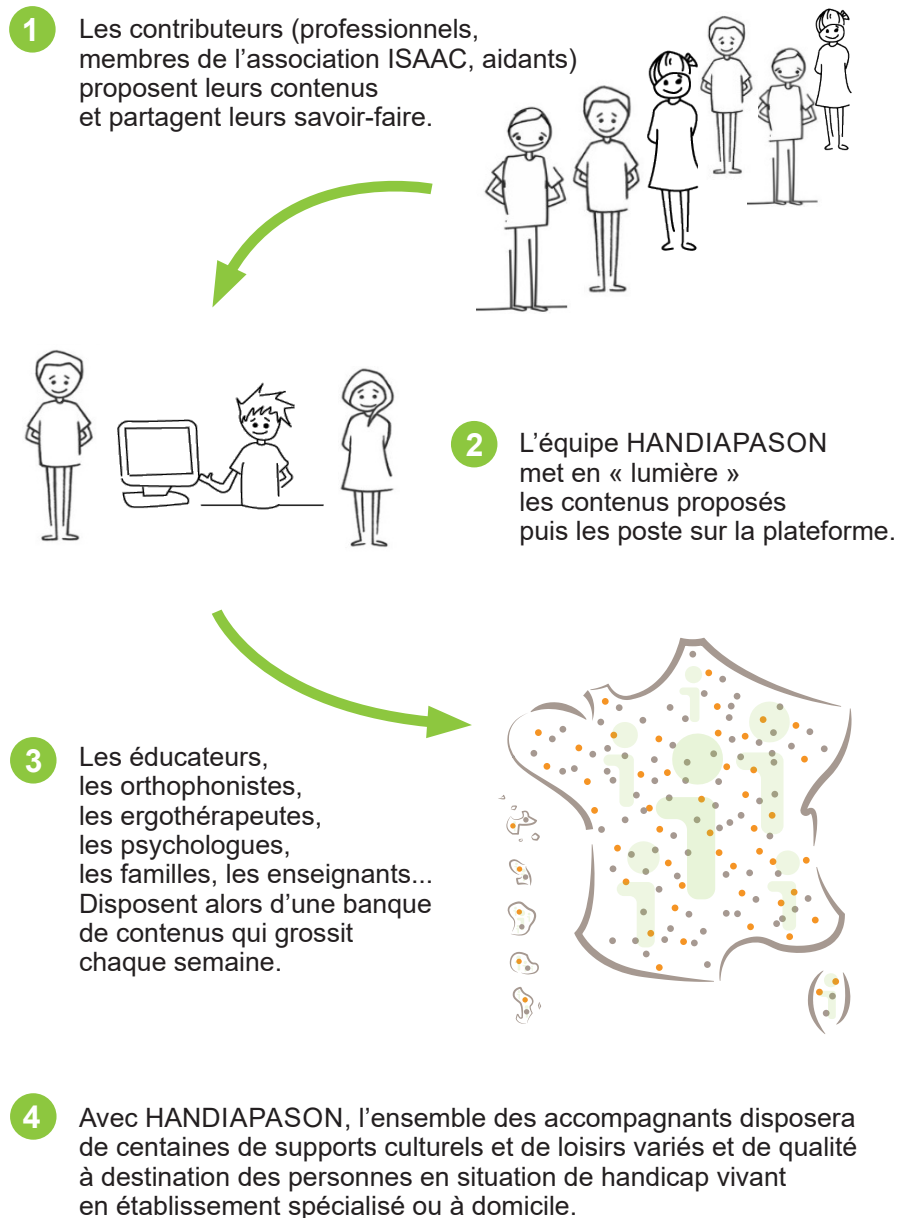 1
Les contributeurs (professionnels,
membres de l’association ISAAC, aidants)
proposent leurs contenus
et partagent leurs savoir-faire.
2
L’équipe HANDIAPASON
met en « lumière »
les contenus proposés
puis les poste sur la plateforme.
3
Les éducateurs,
les orthophonistes,
les ergothérapeutes,
les psychologues,
les familles, les enseignants...
Disposent alors d’une banque
de contenus qui grossit
chaque semaine.
4
Avec HANDIAPASON, l’ensemble des accompagnants disposera
de centaines de supports culturels et de loisirs variés et de qualité
à destination des personnes en situation de handicap vivant
en établissement spécialisé ou à domicile.